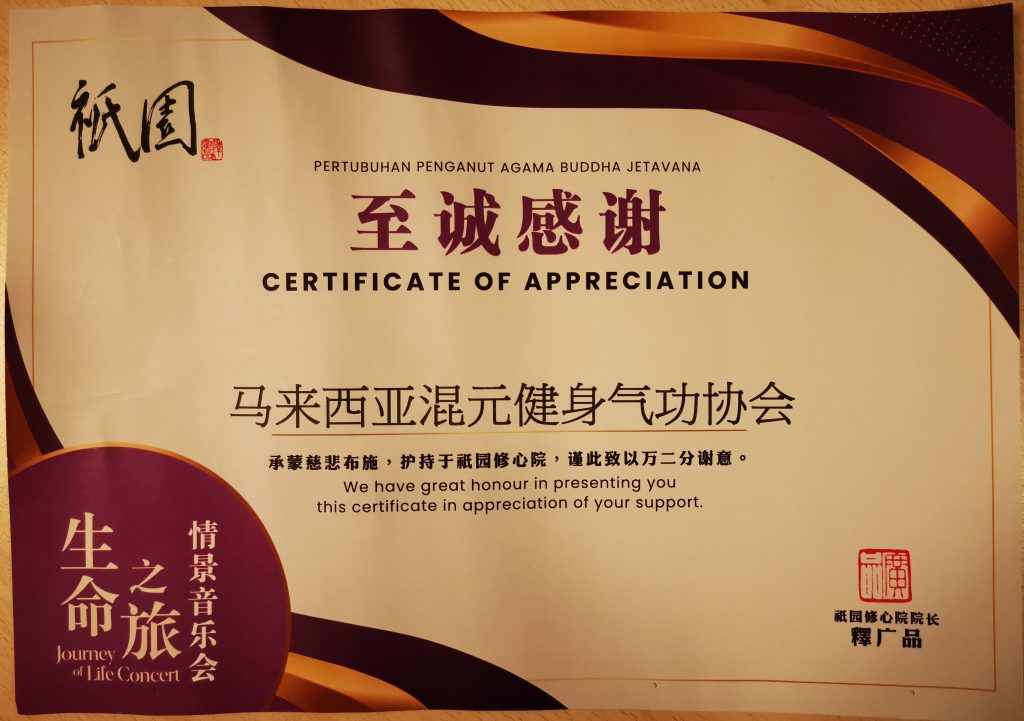 祇园
PERTUBUHAN PENGANUT AGAMA BUDDHA JETAVANA
至诚感谢
CERTIFICATE OF APPRECIATION
马来西亚混元健身气功协会
承蒙慈悲布施，护持于祇园修心院，谨此致以万二分谢意。
We have great honour in presenting you
this certificate in appreciation of your support.
情景音乐会
生命
之旅
Journey
of Life Concert
廣品
祇园修心院院长
釋广品